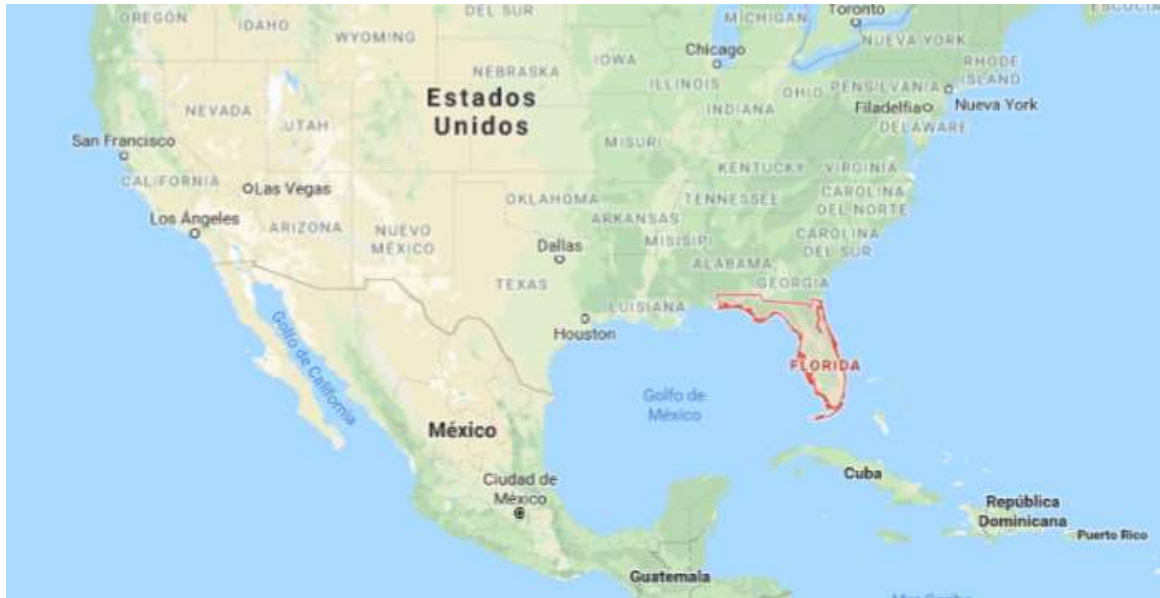 DEL SUR
MICHIGAN
Toronto
ESCOCIA
OREGÓN
IDAHO
WYOMING
NUEVA YORK
Chicago
IOWA
NEBRASKA
RHODE
ISLAND
ILLINOIS
OHIO
PENSILVANIA
Estados
Unidos
NEVADA
UTAH
INDIANA
Filadelfia
Nueva York
DELAWARE
San Francisco
MISURI
KENTUCKY
VIRGINIA
CALIFORNIA
Las Vegas
OKLAHOMA
TENNESSEE
CAROLINA
DEL NORTE
Los Ángeles
ARIZONA
NUEVO
MÉXICO
ARKANSAS
MISISIPI
CAROLINA
DEL SUR
Dallas
ALABAMA
TEXAS
GEORGIA
LUISIANA
Houston
Golfo de California
FLORIDA
Golfo de
México
México
Ciudad de
México
Cuba
República
Dominicana
Puerto Rico
Guatemala
Mar Caribe